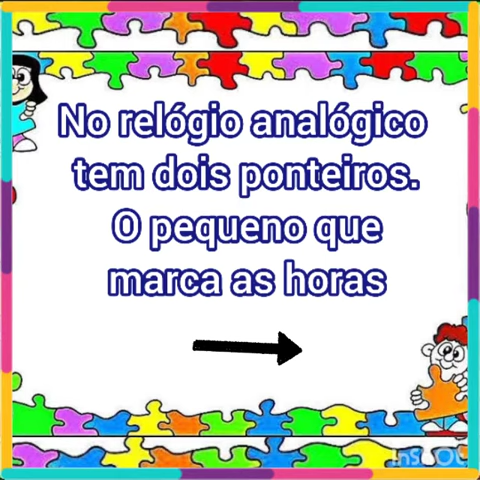 No relógio analógico
tem dois ponteiros.
O pequeno que
marca as horas